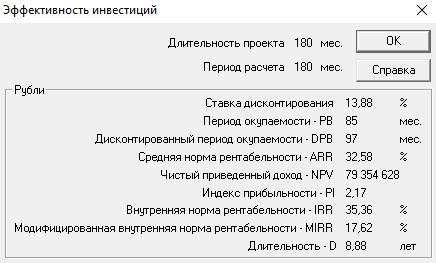 Эффективность инвестиций
Длительность проекта 180 мес. OK
Период расчета 180 мес. Справка
Рубли
Ставка дисконтирования 13,88 %
Период окупаемости - PB 85 мес.
Дисконтированный период окупаемости - DPB 97 мес.
Средняя норма рентабельности - ARR 32,58 %
Чистый приведенный доход - NPV 79 354 628
Индекс прибыльности - PI 2,17
Внутренняя норма рентабельности - IRR 35,36 %
Модифицированная внутренняя норма рентабельности - MIRR 17,62 %
Длительность - D 8,88 лет